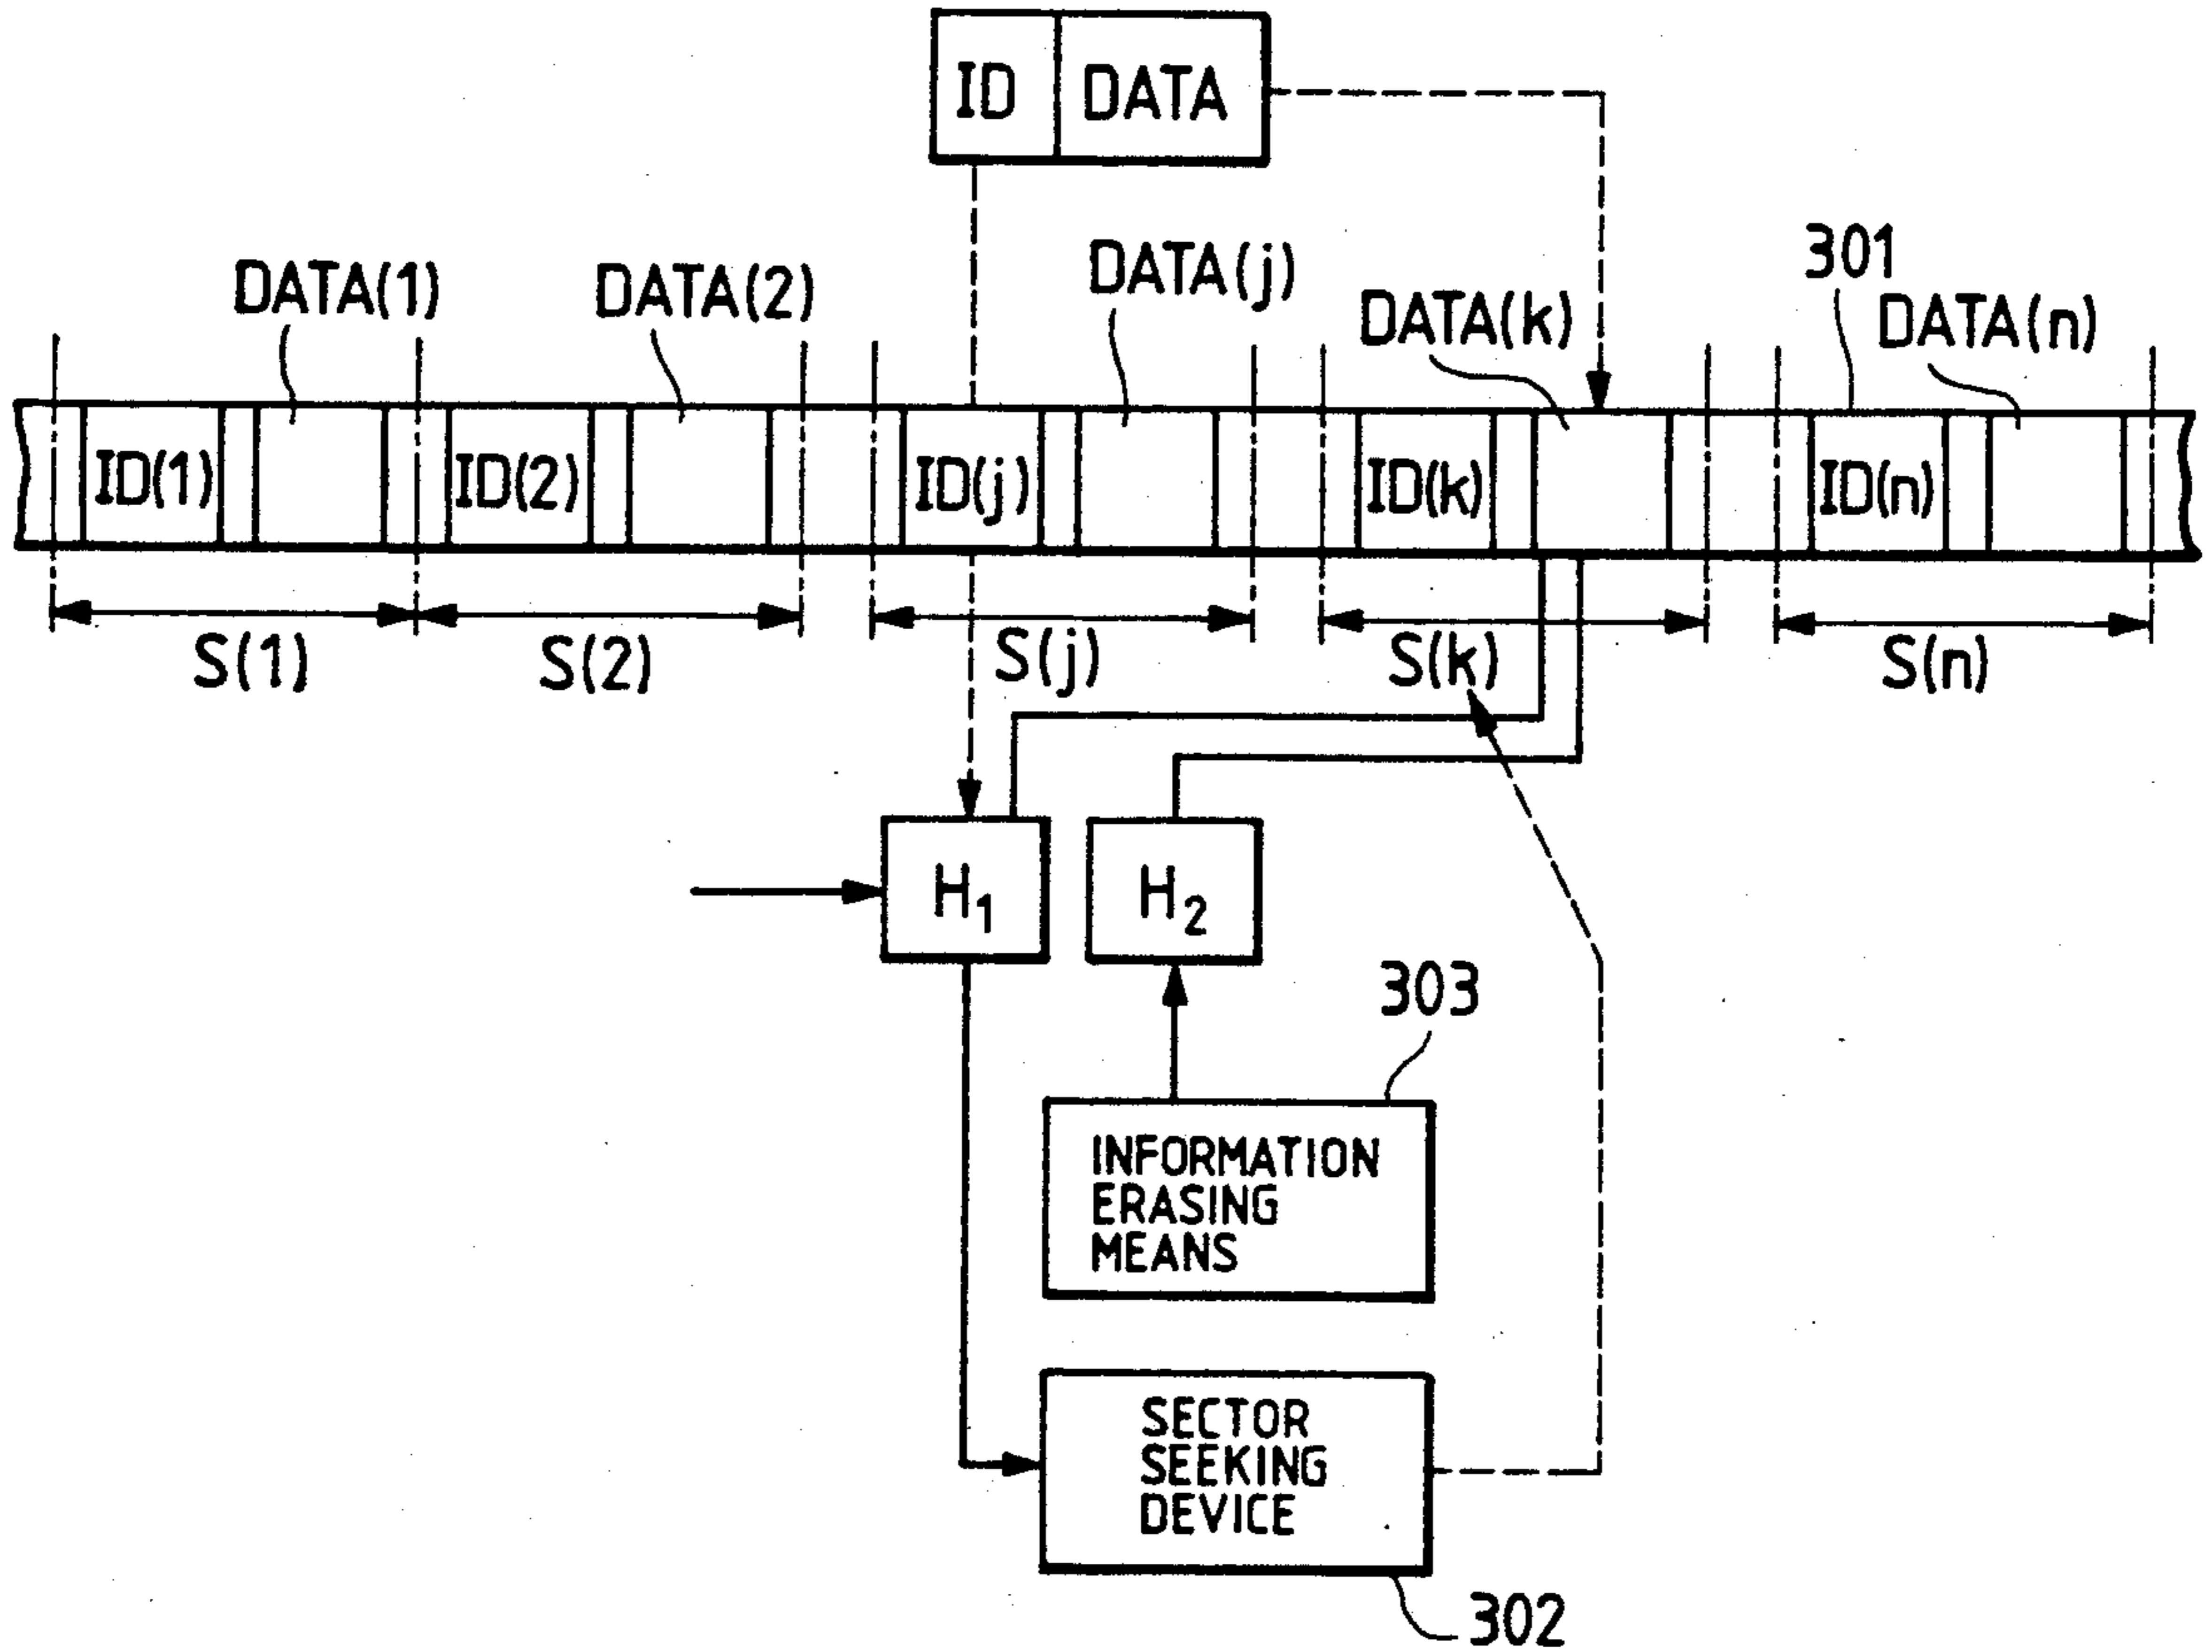 ID DATA
301
DATA(1) DATA(2) DATA(j) DATA(k) DATA(n)
ID(1) ID(2) ID(j) ID(k) ID(n)
S(1) S(2) S(j) S(k) S(n)
H1 H2
303
INFORMATION
ERASING
MEANS
SECTOR
SEEKING
DEVICE
302